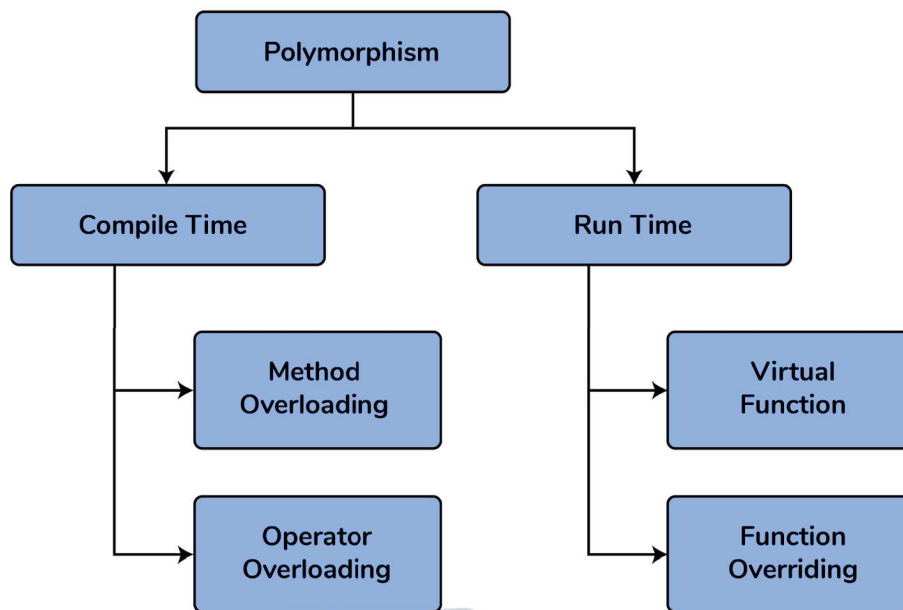 Polymorphism
Compile Time
Run Time
Method
Overloading
Virtual
Function
Operator
Overloading
Function
Overriding